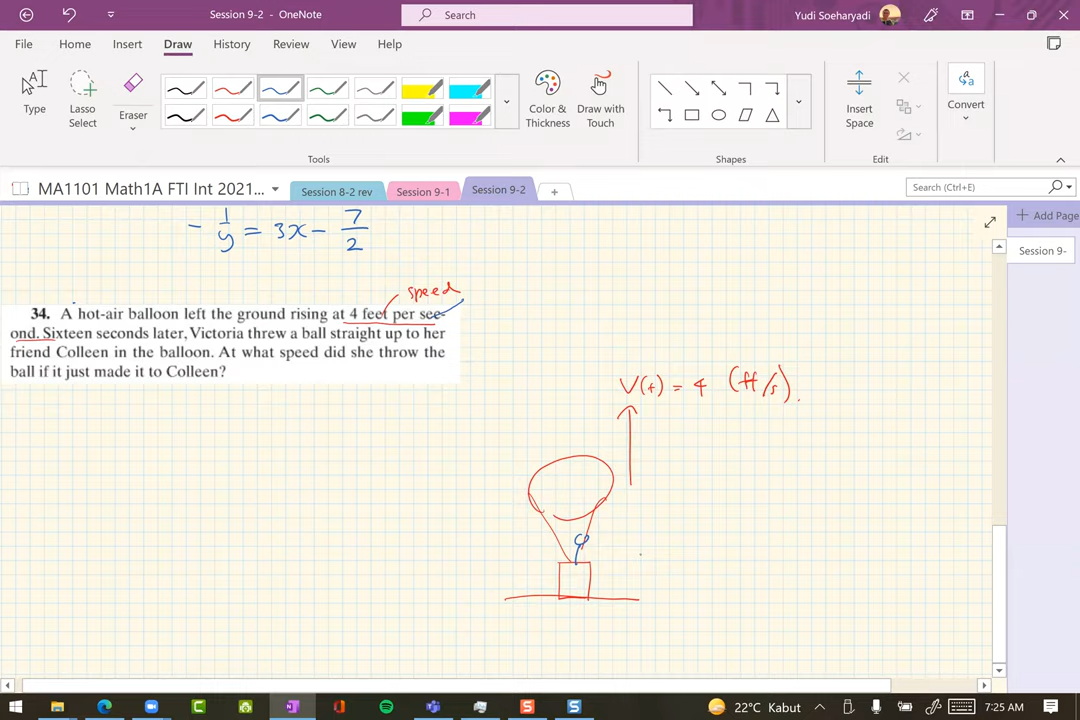 Session 9-2 - OneNote
Search
Yudi Soeharyadi
File Home Insert Draw History Review View Help
Type
Lasso Select
Eraser
Color & Thickness
Draw with Touch
Insert Space
Convert
Tools
Shapes
Edit
MA1101 Math1A FTI Int 2021...
Session 8-2 rev
Session 9-1
Session 9-2
Search (Ctrl+E)
Add Page
Session 9-
- 1/y = 3x - 7/2
speed
34. A hot-air balloon left the ground rising at 4 feet per sec-
ond. Sixteen seconds later, Victoria threw a ball straight up to her
friend Colleen in the balloon. At what speed did she throw the
ball if it just made it to Colleen?
V(t) = 4 (ft/s).
22°C Kabut
7:25 AM